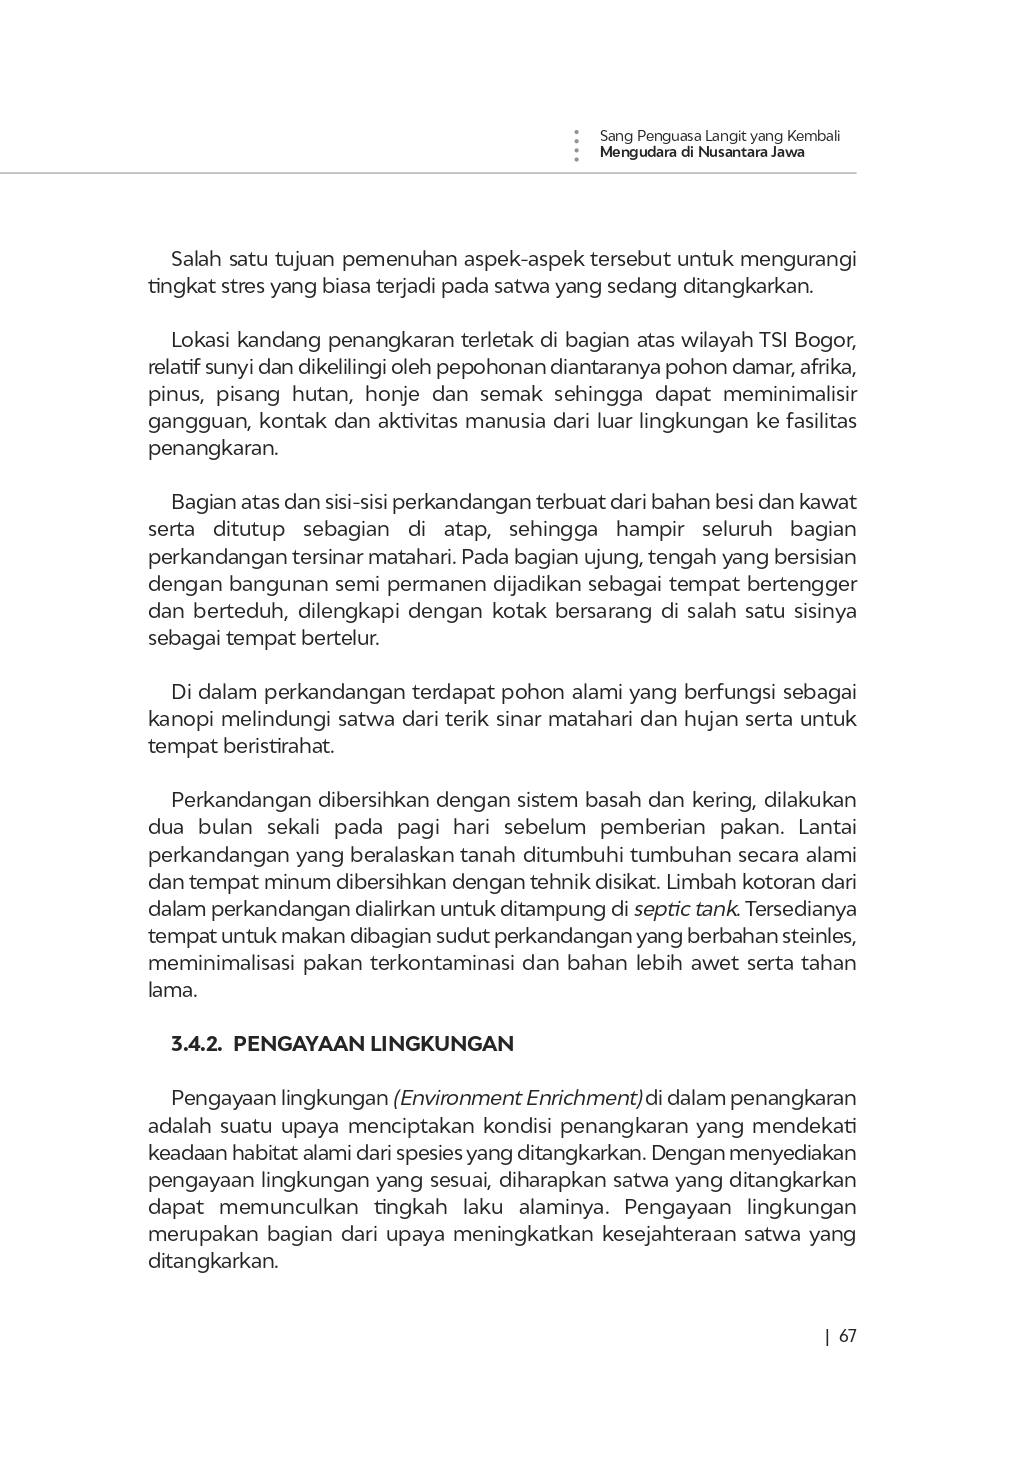 Sang Penguasa Langit yang Kembali
Mengudara di Nusantara Jawa
Salah satu tujuan pemenuhan aspek-aspek tersebut untuk mengurangi
tingkat stres yang biasa terjadi pada satwa yang sedang ditangkarkan.
Lokasi kandang penangkaran terletak di bagian atas wilayah TSI Bogor,
relatif sunyi dan dikelilingi oleh pepohonan diantaranya pohon damar, afrika,
pinus, pisang hutan, honje dan semak sehingga dapat meminimalisir
gangguan, kontak dan aktivitas manusia dari luar lingkungan ke fasilitas
penangkaran.
Bagian atas dan sisi-sisi perkandangan terbuat dari bahan besi dan kawat
serta ditutup sebagian di atap, sehingga hampir seluruh bagian
perkandangan tersinar matahari. Pada bagian ujung, tengah yang bersisian
dengan bangunan semi permanen dijadikan sebagai tempat bertengger
dan berteduh, dilengkapi dengan kotak bersarang di salah satu sisinya
sebagai tempat bertelur.
Di dalam perkandangan terdapat pohon alami yang berfungsi sebagai
kanopi melindungi satwa dari terik sinar matahari dan hujan serta untuk
tempat beristirahat.
Perkandangan dibersihkan dengan sistem basah dan kering, dilakukan
dua bulan sekali pada pagi hari sebelum pemberian pakan. Lantai
perkandangan yang beralaskan tanah ditumbuhi tumbuhan secara alami
dan tempat minum dibersihkan dengan tehnik disikat. Limbah kotoran dari
dalam perkandangan dialirkan untuk ditampung di septic tank. Tersedianya
tempat untuk makan dibagian sudut perkandangan yang berbahan steinles,
meminimalisasi pakan terkontaminasi dan bahan lebih awet serta tahan
lama.
3.4.2. PENGAYAAN LINGKUNGAN
Pengayaan lingkungan (Environment Enrichment) di dalam penangkaran
adalah suatu upaya menciptakan kondisi penangkaran yang mendekati
keadaan habitat alami dari spesies yang ditangkarkan. Dengan menyediakan
pengayaan lingkungan yang sesuai, diharapkan satwa yang ditangkarkan
dapat memunculkan tingkah laku alaminya. Pengayaan lingkungan
merupakan bagian dari upaya meningkatkan kesejahteraan satwa yang
ditangkarkan.
| 67